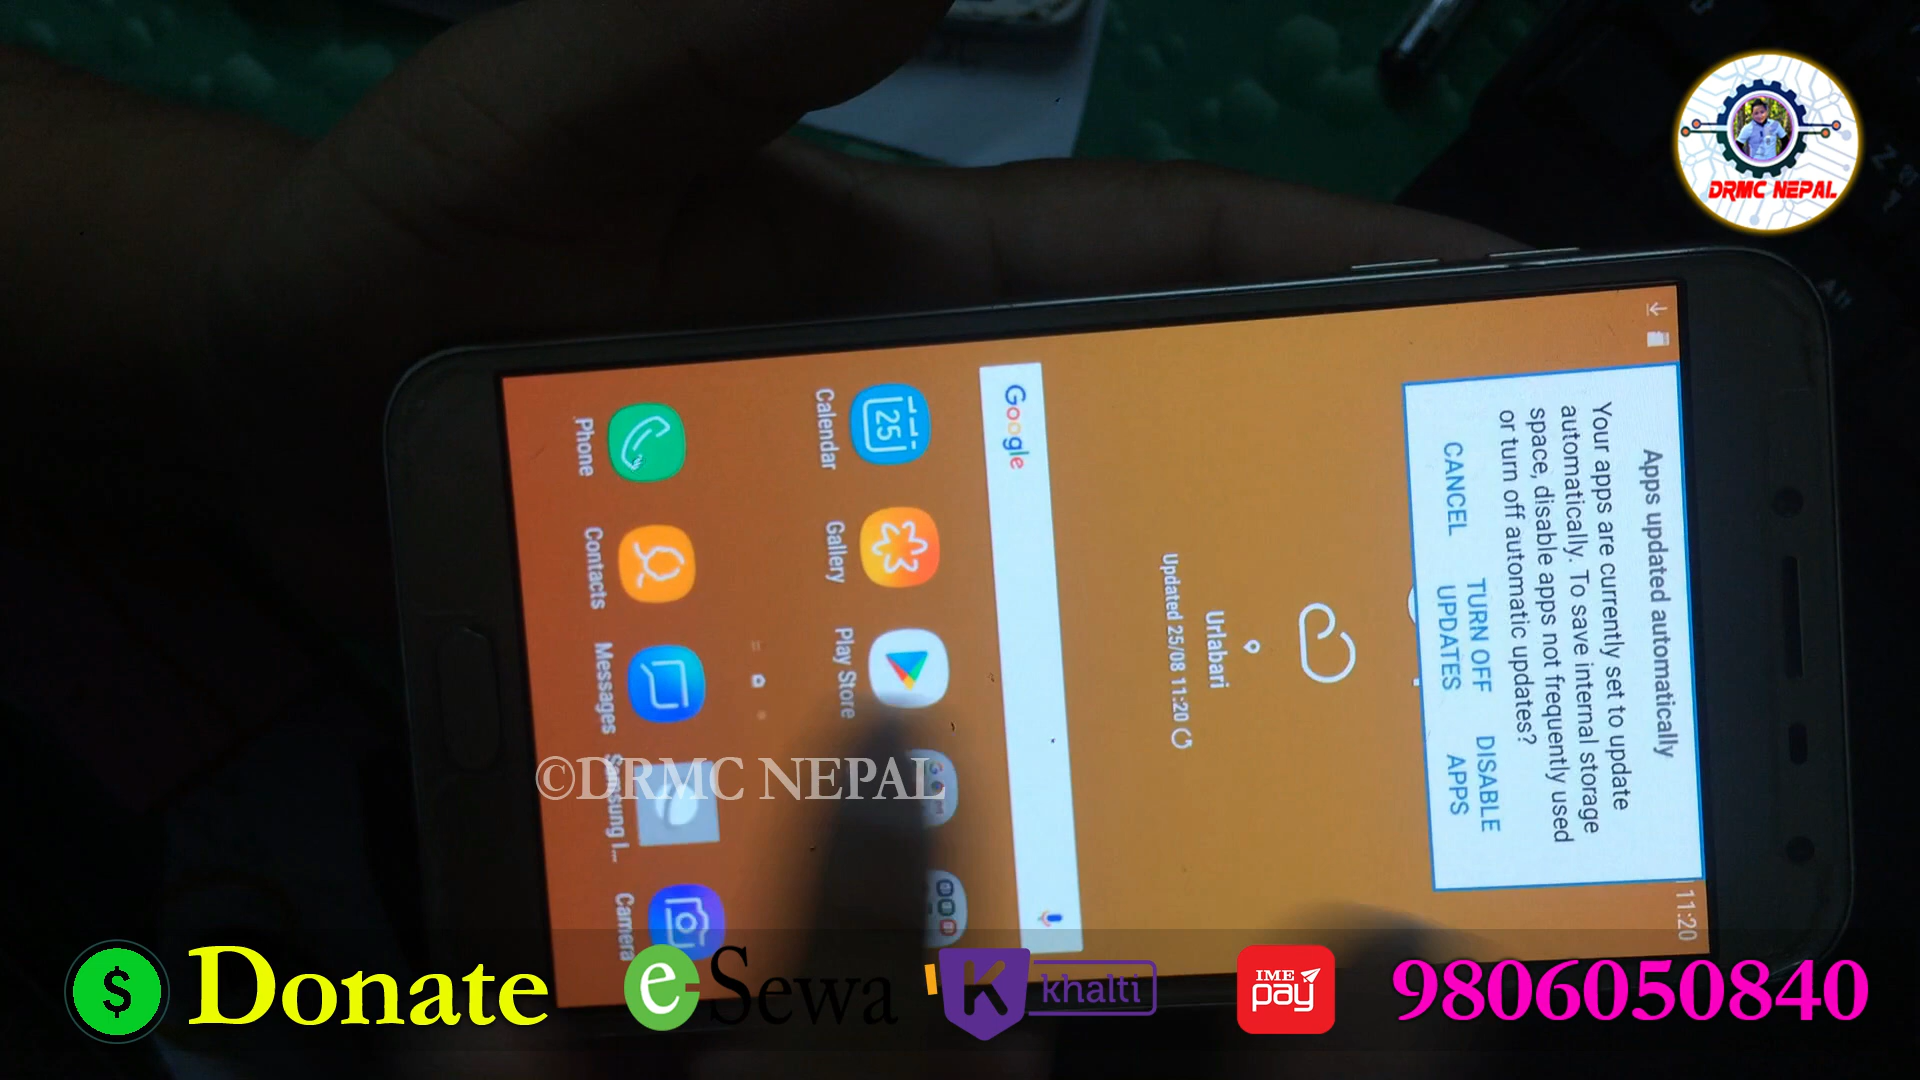 DRMC NEPAL
11:20
Apps updated automatically
Your apps are currently set to update
automatically. To save internal storage
space, disable apps not frequently used
or turn off automatic updates?
CANCEL
TURN OFF
UPDATES
DISABLE
APPS
Urlabari
Updated 25/08 11:20
Google
25
Calendar
Gallery
Play Store
Phone
Contacts
Messages
Samsung I...
Camera
©DRMC NEPAL
$ Donate
eSewa
K khalti
IME
pay
9806050840